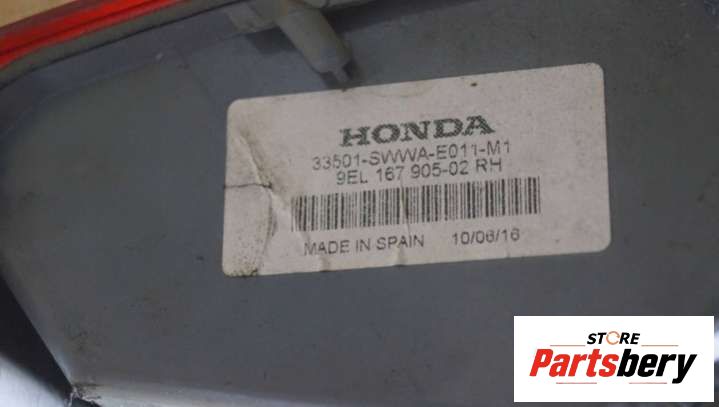 HONDA
33501-SWWA-E011-M1
9EL 167 905-02 RH
MADE IN SPAIN 10/06/16
STORE
Partsbery